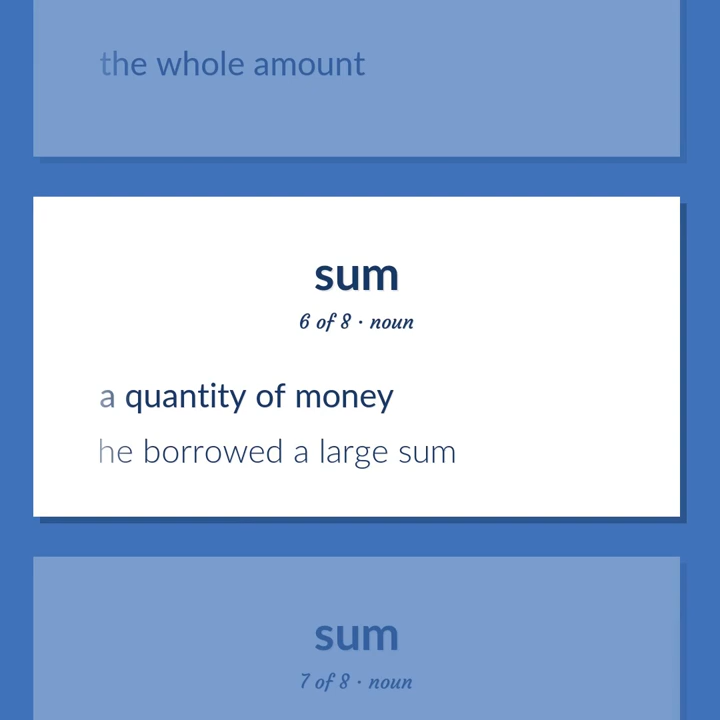 the whole amount
sum
6 of 8 · noun
a quantity of money
he borrowed a large sum
sum
7 of 8 · noun